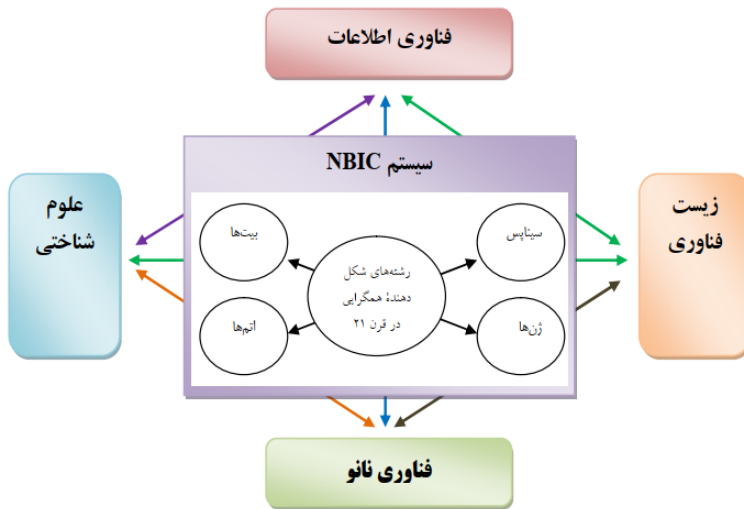 فناوری اطلاعات
سیستم NBIC
زیست
فناوری
علوم
شناختی
سیناپس
بیت‌ها
رشته‌های شکل
دهندهٔ همگرایی
در قرن ۲۱
ژن‌ها
اتم‌ها
فناوری نانو